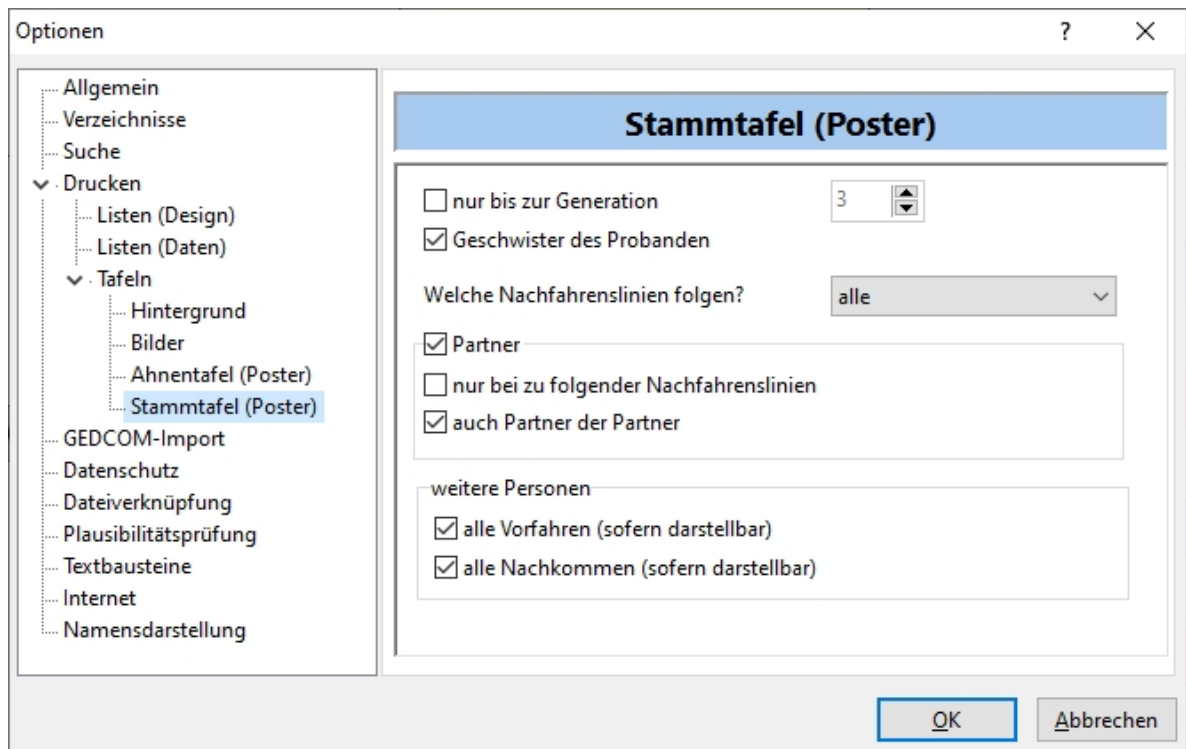 Optionen
?
Allgemein
Verzeichnisse
Suche
Drucken
Listen (Design)
Listen (Daten)
Tafeln
Hintergrund
Bilder
Ahnentafel (Poster)
Stammtafel (Poster)
GEDCOM-Import
Datenschutz
Dateiverknüpfung
Plausibilitätsprüfung
Textbausteine
Internet
Namensdarstellung
Stammtafel (Poster)
nur bis zur Generation 3
Geschwister des Probanden
Welche Nachfahrenslinien folgen? alle
Partner
nur bei zu folgender Nachfahrenslinien
auch Partner der Partner
weitere Personen
alle Vorfahren (sofern darstellbar)
alle Nachkommen (sofern darstellbar)
OK Abbrechen